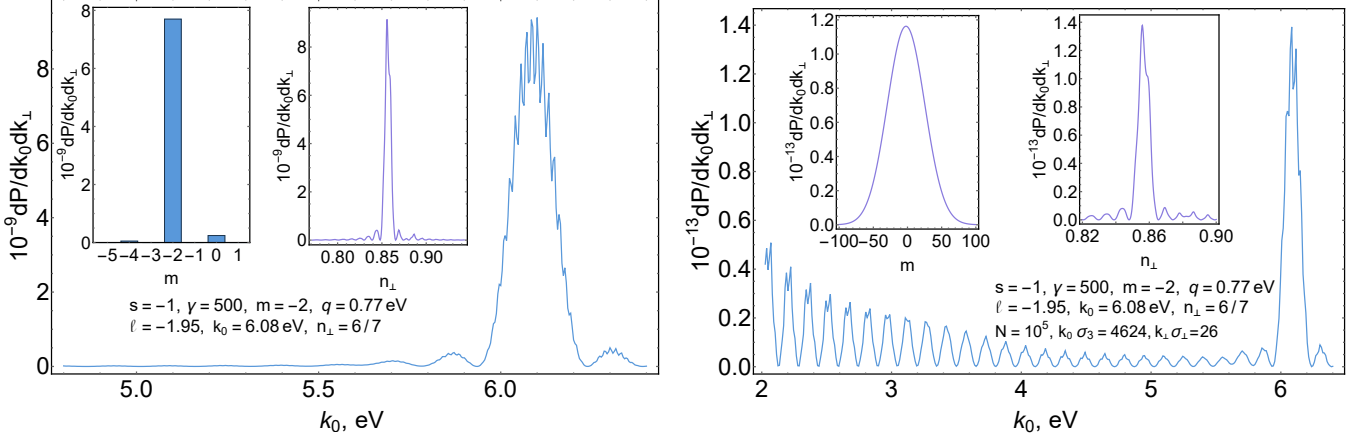 10⁻⁹dP/dk₀dk⊥
8
6
4
2
0
k₀, eV
5.0
5.5
6.0
10⁻⁹dP/dk₀dk⊥
8
6
4
2
0
−5−4−3−2−1 0 1
m
10⁻⁹dP/dk₀dk⊥
8
6
4
2
0
0.80 0.85 0.90
n⊥
s=−1, γ=500, m=−2, q=0.77 eV
ℓ=−1.95, k₀=6.08 eV, n⊥=6/7
10⁻¹³dP/dk₀dk⊥
1.4
1.2
1.0
0.8
0.6
0.4
0.2
0.0
2 3 4 5 6
k₀, eV
10⁻¹³dP/dk₀dk⊥
1.2
1.0
0.8
0.6
0.4
0.2
0.0
−100−50 0 50 100
m
10⁻¹³dP/dk₀dk⊥
1.4
1.2
1.0
0.8
0.6
0.4
0.2
0.0
0.82 0.86 0.90
n⊥
s=−1, γ=500, m=−2, q=0.77 eV
ℓ=−1.95, k₀=6.08 eV, n⊥=6/7
N=10⁵, k₀σ₃=4624, k⊥σ⊥=26